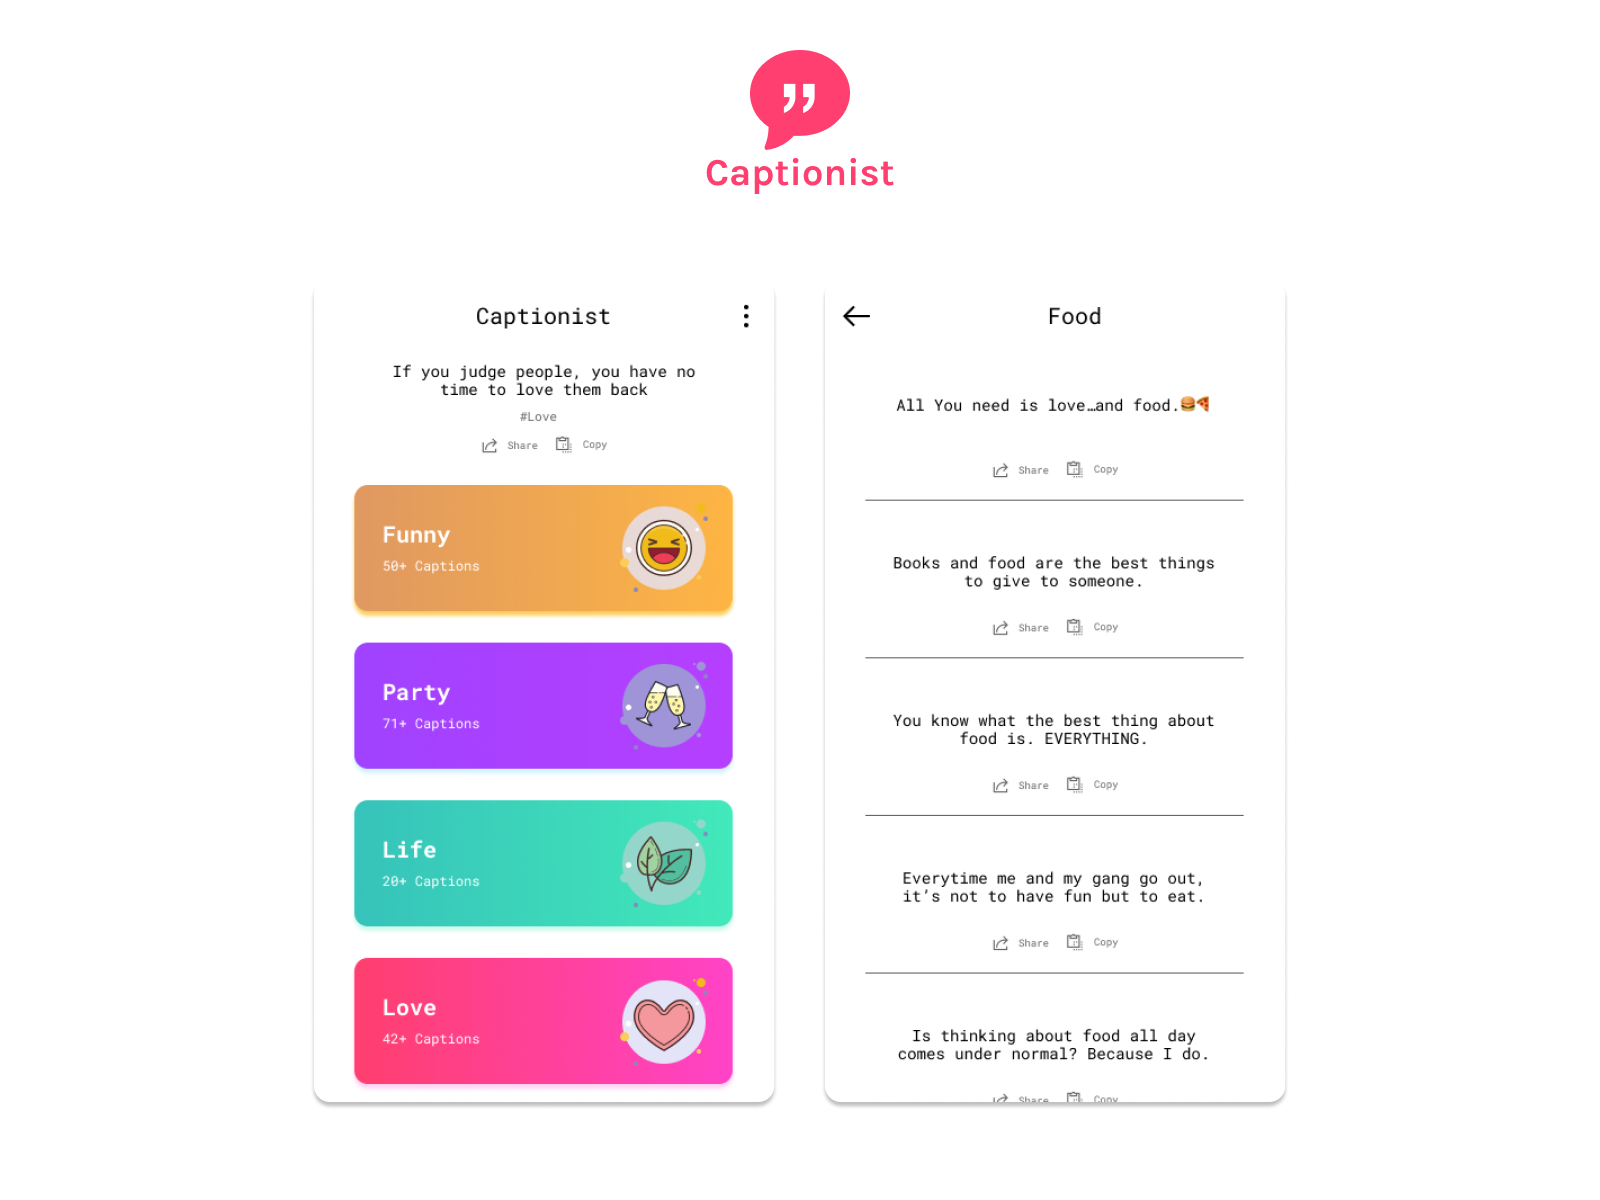 Captionist
Captionist
If you judge people, you have no
time to love them back
#Love
Share Copy
Funny
50+ Captions
Party
71+ Captions
Life
20+ Captions
Love
42+ Captions
Food
All You need is love…and food.🍔🍕
Share Copy
Books and food are the best things
to give to someone.
Share Copy
You know what the best thing about
food is. EVERYTHING.
Share Copy
Everytime me and my gang go out,
it’s not to have fun but to eat.
Share Copy
Is thinking about food all day
comes under normal? Because I do.
Share Copy